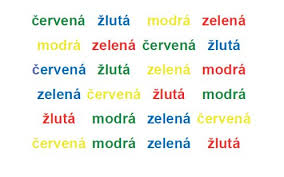 červená žlutá modrá zelená
modrá zelená červená žlutá
červená žlutá zelená modrá
zelená červená žlutá modrá
žlutá modrá zelená červená
červená modrá zelená žlutá